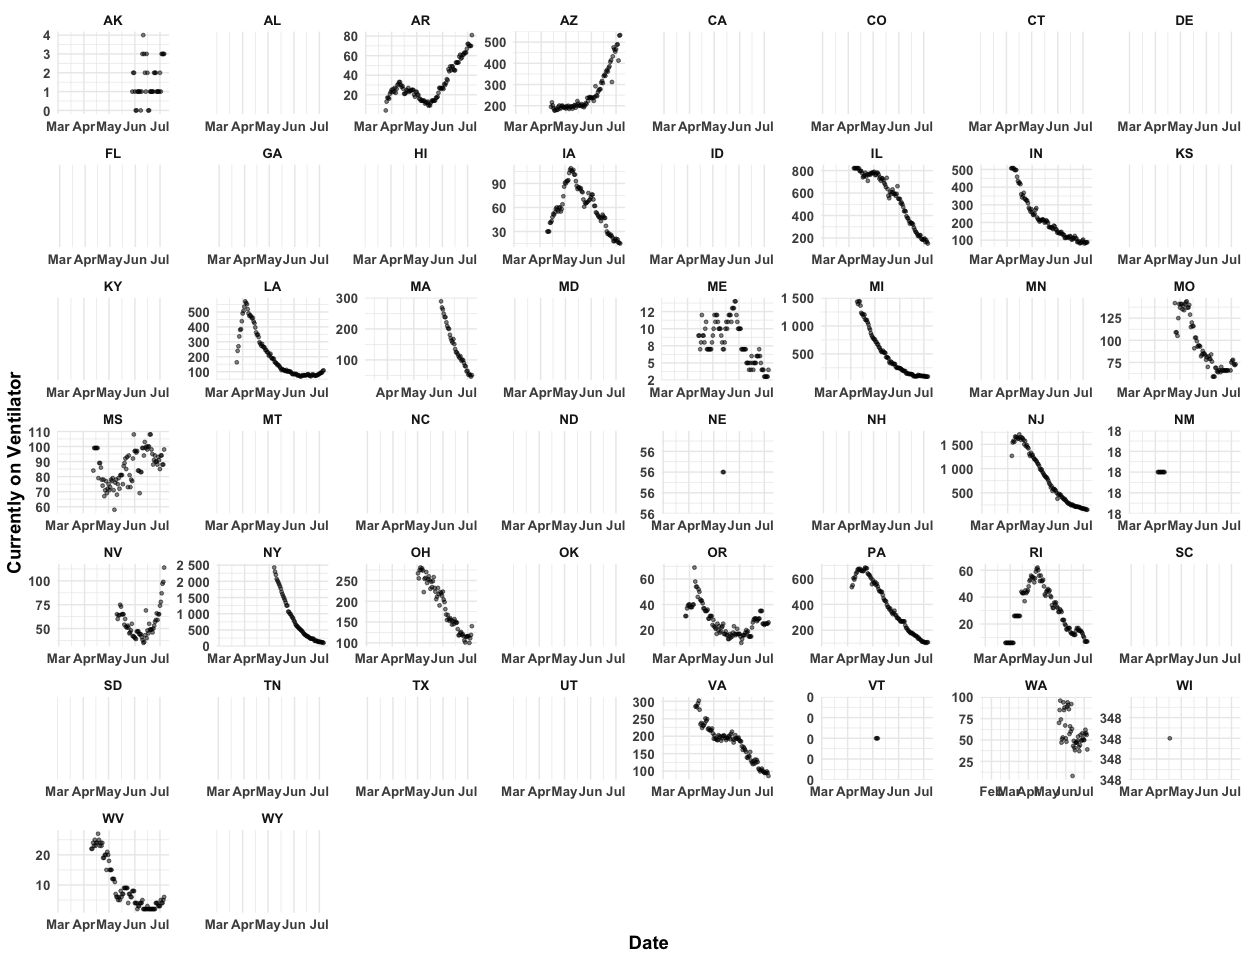 AK AL AR AZ CA CO CT DE
4 3 2 1 0
80 60 40 20
500 400 300 200
Mar Apr May Jun Jul Mar Apr May Jun Jul Mar Apr May Jun Jul Mar Apr May Jun Jul Mar Apr May Jun Jul Mar Apr May Jun Jul Mar Apr May Jun Jul Mar Apr May Jun Jul
FL GA HI IA ID IL IN KS
90 60 30
800 600 400 200
500 400 300 200 100
Mar Apr May Jun Jul Mar Apr May Jun Jul Mar Apr May Jun Jul Mar Apr May Jun Jul Mar Apr May Jun Jul Mar Apr May Jun Jul Mar Apr May Jun Jul Mar Apr May Jun Jul
KY LA MA MD ME MI MN MO
500 400 300 200 100
300 200 100
12 10 8 6 5 2
1 500 1 000 500
125 100 75
Mar Apr May Jun Jul Mar Apr May Jun Jul Apr May Jun Jul Mar Apr May Jun Jul Mar Apr May Jun Jul Mar Apr May Jun Jul Mar Apr May Jun Jul Mar Apr May Jun Jul
Currently on Ventilator
MS MT NC ND NE NH NJ NM
110 100 90 80 70 60
56 56 56 56
1 500 1 000 500
18 18 18 18 18
Mar Apr May Jun Jul Mar Apr May Jun Jul Mar Apr May Jun Jul Mar Apr May Jun Jul Mar Apr May Jun Jul Mar Apr May Jun Jul Mar Apr May Jun Jul Mar Apr May Jun Jul
NV NY OH OK OR PA RI SC
100 75 50
2 500 2 000 1 500 1 000 500 0
250 200 150 100
60 40 20
600 400 200
60 40 20
Mar Apr May Jun Jul Mar Apr May Jun Jul Mar Apr May Jun Jul Mar Apr May Jun Jul Mar Apr May Jun Jul Mar Apr May Jun Jul Mar Apr May Jun Jul Mar Apr May Jun Jul
SD TN TX UT VA VT WA WI
300 250 200 150 100
0 0 0 0 0
100 75 50 25
348 348 348 348
Mar Apr May Jun Jul Mar Apr May Jun Jul Mar Apr May Jun Jul Mar Apr May Jun Jul Mar Apr May Jun Jul Mar Apr May Jun Jul Feb Mar Apr May Jun Jul Mar Apr May Jun Jul
WV WY
20 10
Mar Apr May Jun Jul Mar Apr May Jun Jul
Date